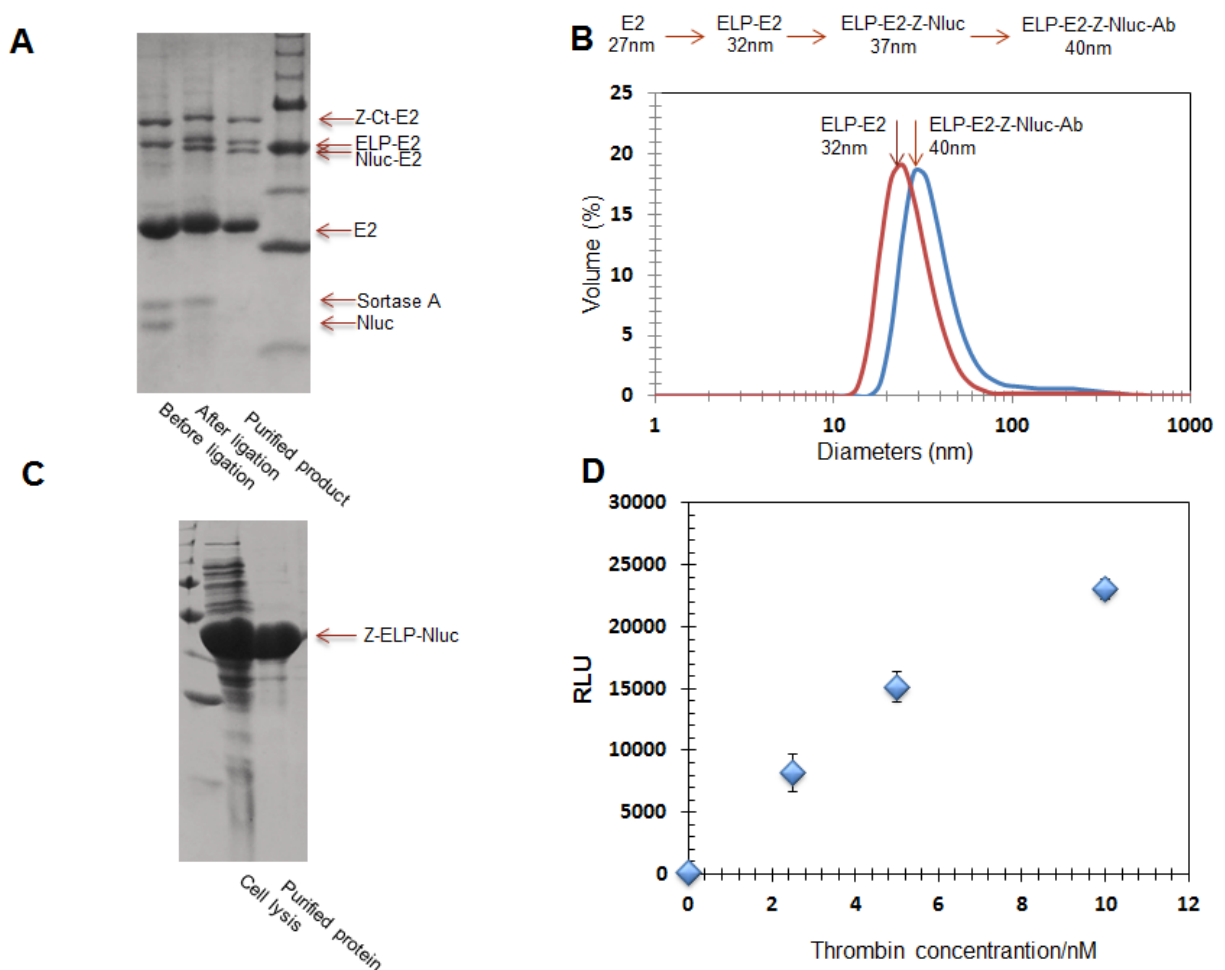 A
Z-Ct-E2
ELP-E2
Nluc-E2
E2
Sortase A
Nluc
Before ligation
After ligation
Purified product
B
E2
27nm
ELP-E2
32nm
ELP-E2-Z-Nluc
37nm
ELP-E2-Z-Nluc-Ab
40nm
25
20
15
10
5
0
Volume (%)
ELP-E2
32nm
ELP-E2-Z-Nluc-Ab
40nm
1 10 100 1000
Diameters (nm)
C
Z-ELP-Nluc
Cell lysis
Purified protein
D
30000
25000
20000
15000
10000
5000
0
RLU
0 2 4 6 8 10 12
Thrombin concentrantion/nM